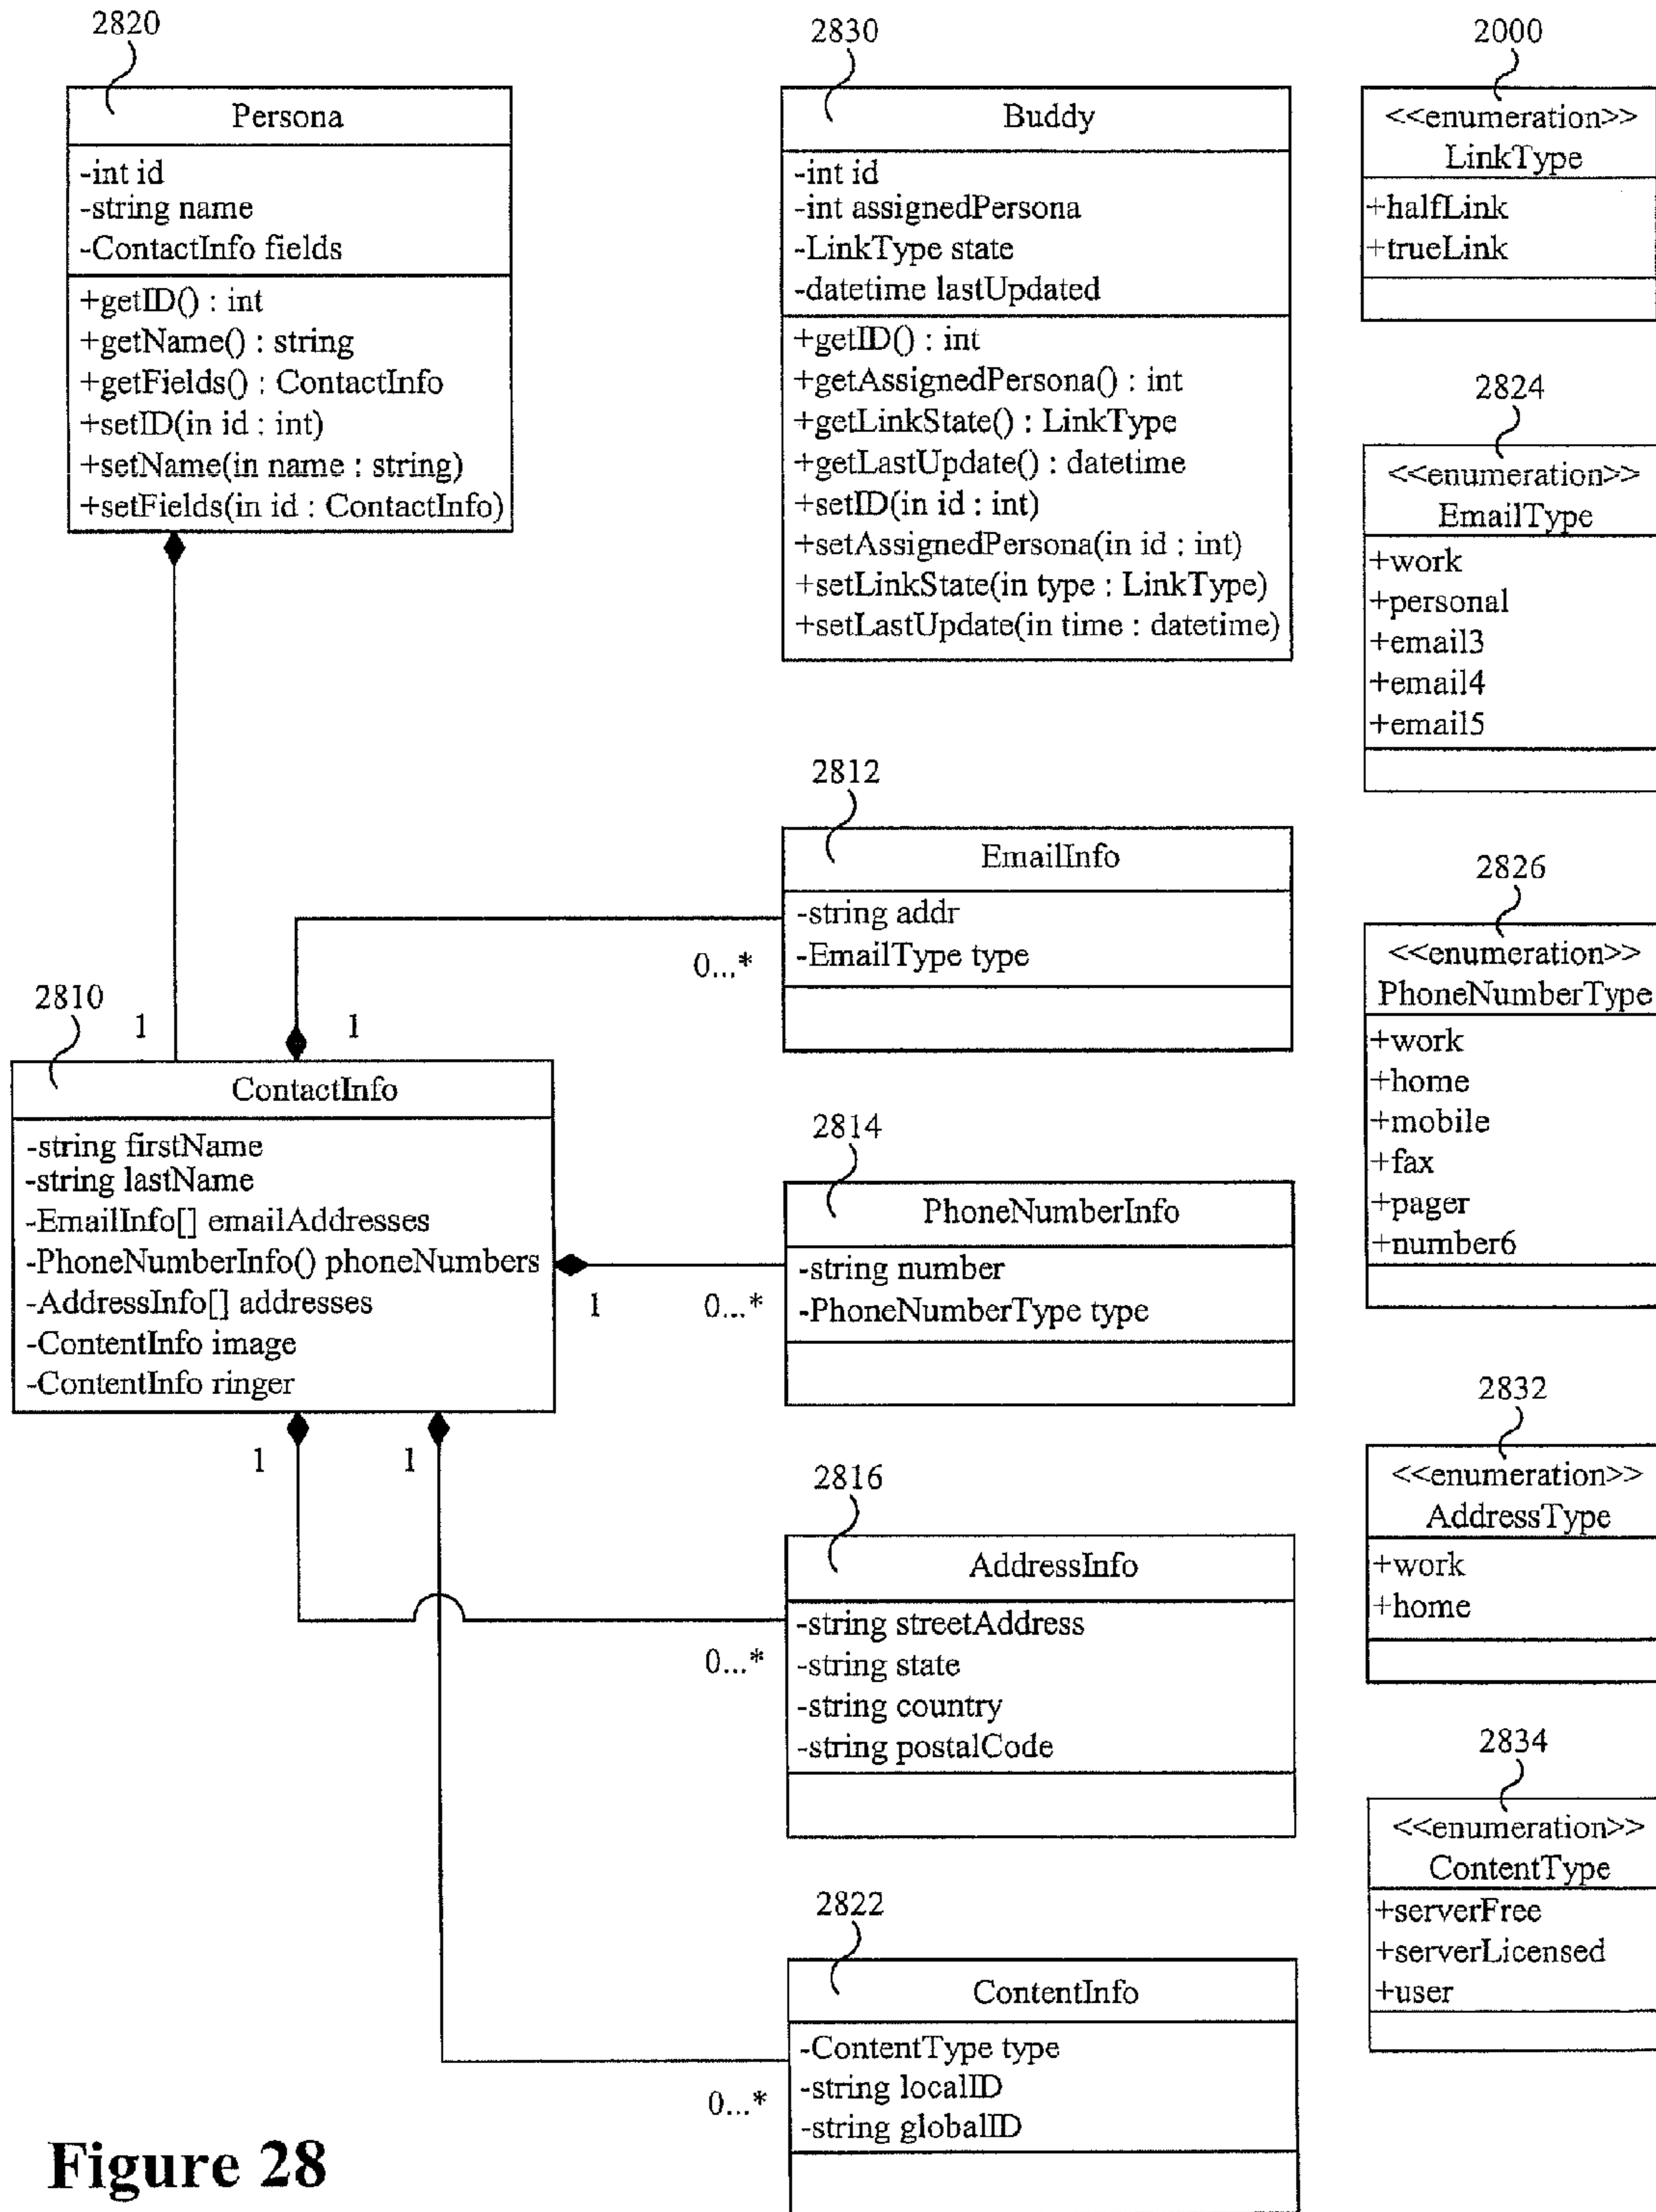 2820
Persona
-int id
-string name
-ContactInfo fields
+getID() : int
+getName() : string
+getFields() : ContactInfo
+setID(in id : int)
+setName(in name : string)
+setFields(in id : ContactInfo)
2830
Buddy
-int id
-int assignedPersona
-LinkType state
-datetime lastUpdated
+getID() : int
+getAssignedPersona() : int
+getLinkState() : LinkType
+getLastUpdate() : datetime
+setID(in id : int)
+setAssignedPersona(in id : int)
+setLinkState(in type : LinkType)
+setLastUpdate(in time : datetime)
2000
<<enumeration>>
LinkType
+halfLink
+trueLink
2824
<<enumeration>>
EmailType
+work
+personal
+email3
+email4
+email5
2812
EmailInfo
-string addr
-EmailType type
0...*
2826
<<enumeration>>
PhoneNumberType
+work
+home
+mobile
+fax
+pager
+number6
2810
1
1
ContactInfo
-string firstName
-string lastName
-EmailInfo[] emailAddresses
-PhoneNumberInfo() phoneNumbers
-AddressInfo[] addresses
-ContentInfo image
-ContentInfo ringer
1
0...*
2814
PhoneNumberInfo
-string number
-PhoneNumberType type
1
1
2816
AddressInfo
-string streetAddress
-string state
-string country
-string postalCode
0...*
2832
<<enumeration>>
AddressType
+work
+home
2834
<<enumeration>>
ContentType
+serverFree
+serverLicensed
+user
2822
ContentInfo
-ContentType type
-string localID
-string globalID
0...*
Figure 28